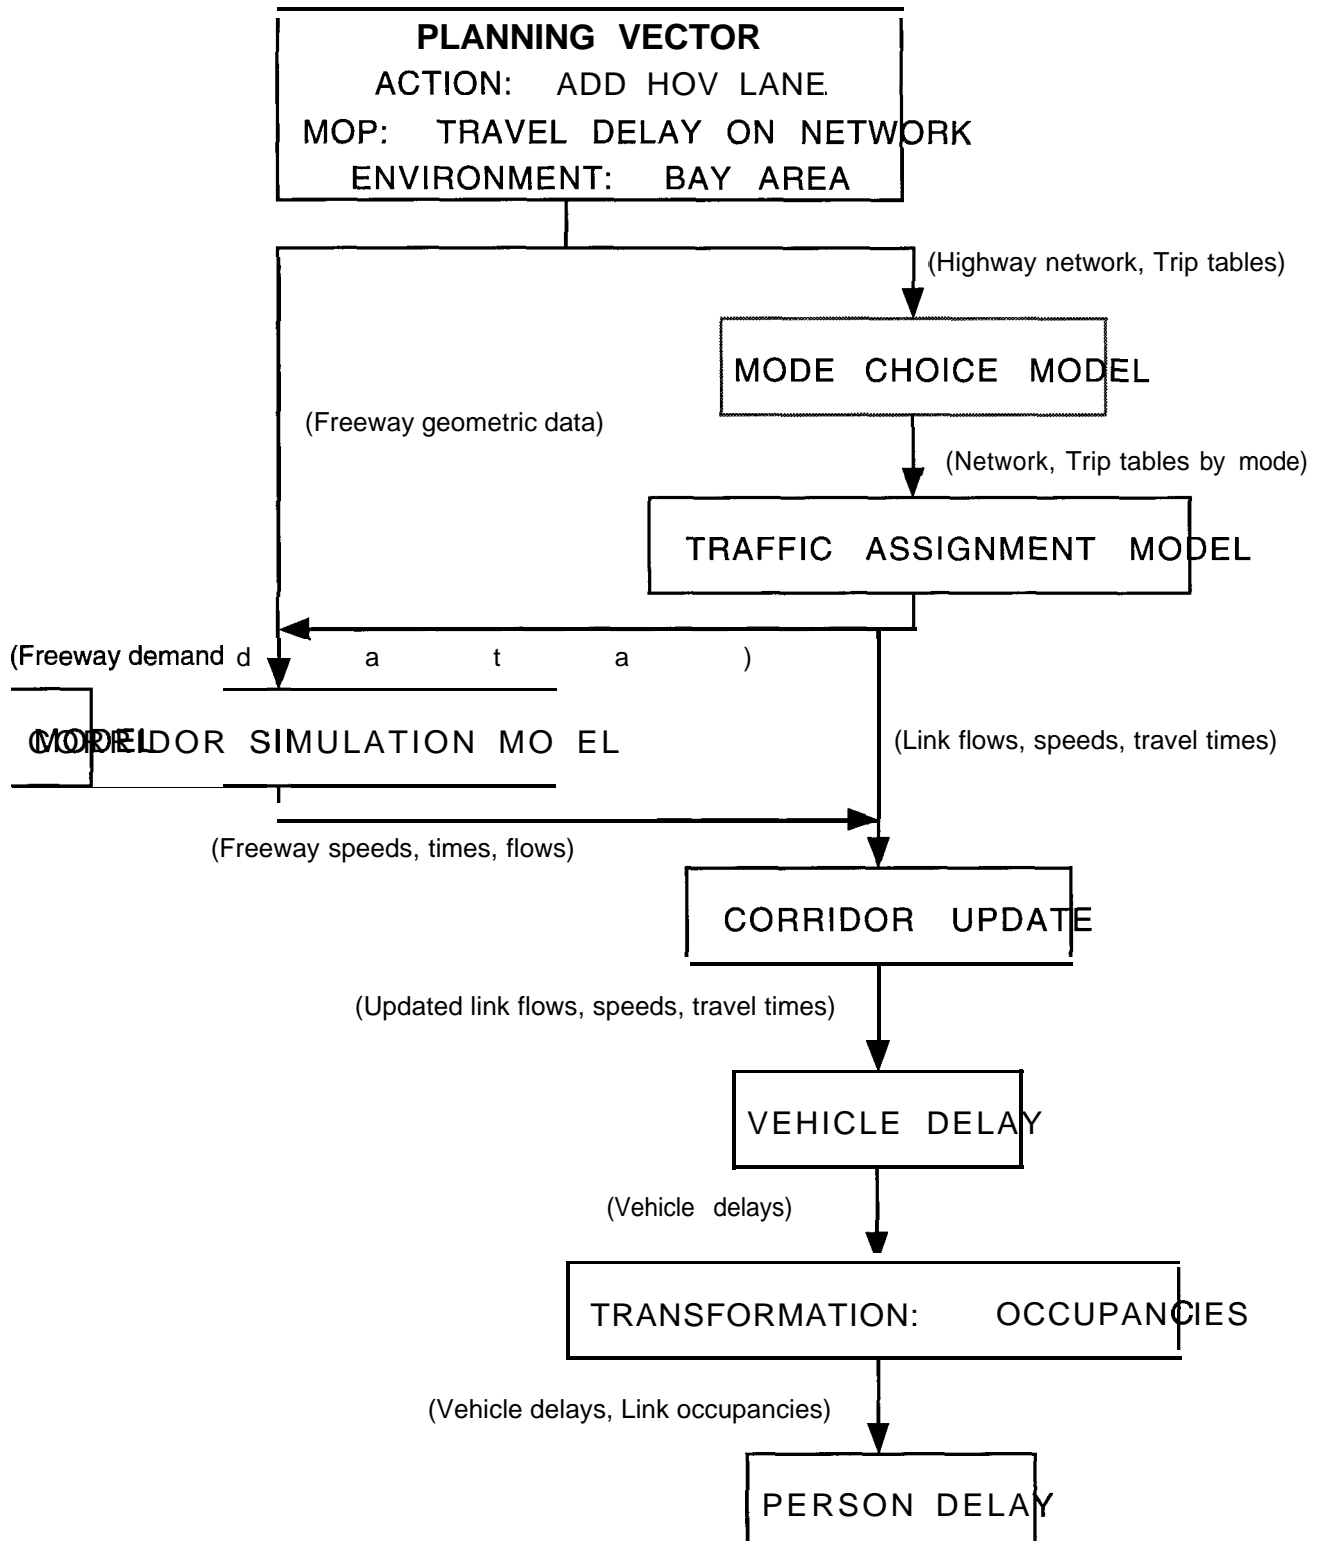 PLANNING VECTOR
ACTION: ADD HOV LANE
MOP: TRAVEL DELAY ON NETWORK
ENVIRONMENT: BAY AREA
(Highway network, Trip tables)
MODE CHOICE MODEL
(Freeway geometric data)
(Network, Trip tables by mode)
TRAFFIC ASSIGNMENT MODEL
(Freeway demand d a t a )
CORRIDOR SIMULATION MO EL
MODEL
(Link flows, speeds, travel times)
(Freeway speeds, times, flows)
CORRIDOR UPDATE
(Updated link flows, speeds, travel times)
VEHICLE DELAY
(Vehicle delays)
TRANSFORMATION: OCCUPANCIES
(Vehicle delays, Link occupancies)
PERSON DELAY